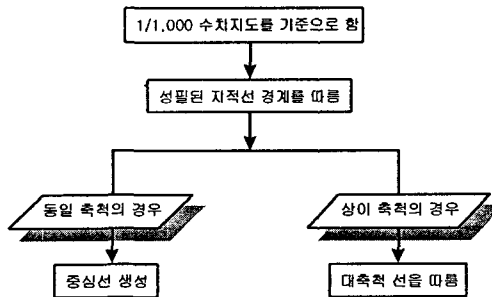 1/1.000 수치지도를 기준으로 함
성필된 지적선 경계를 따름
동일 축척의 경우
상이 축척의 경우
중심선 생성
대축척 선을 따름